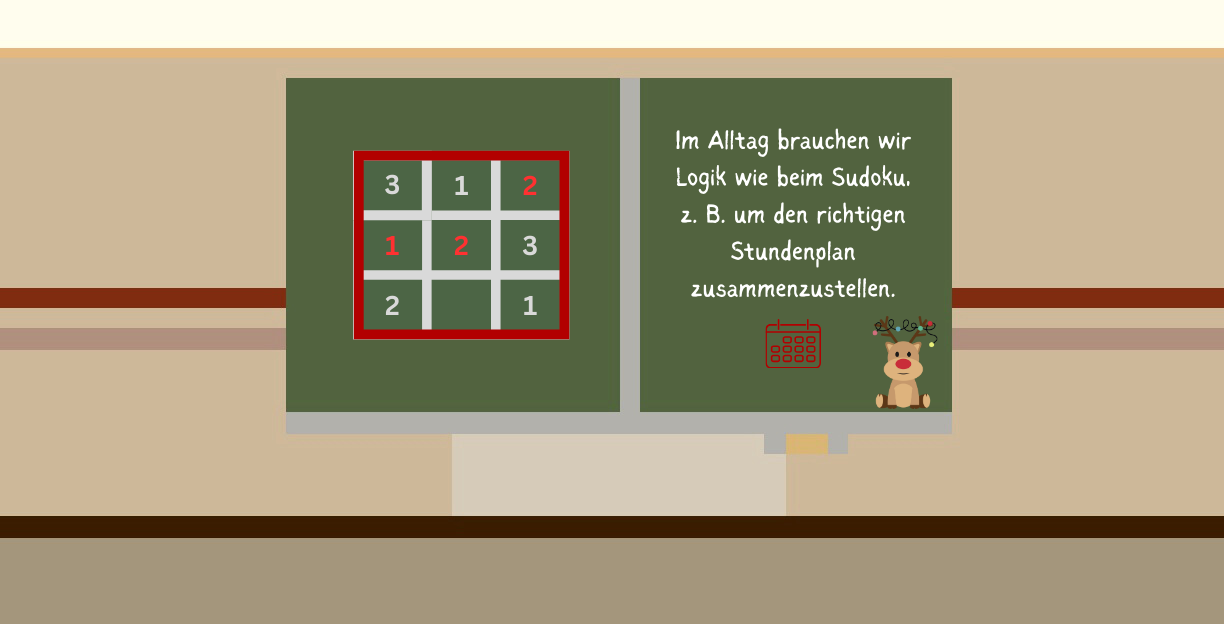 3 1 2
1 2 3
2 1
Im Alltag brauchen wir
Logik wie beim Sudoku.
z. B. um den richtigen
Stundenplan
zusammenzustellen.